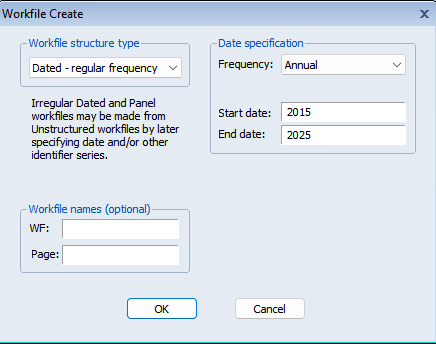 Workfile Create
Workfile structure type
Dated - regular frequency
Irregular Dated and Panel
workfiles may be made from
Unstructured workfiles by later
specifying date and/or other
identifier series.
Date specification
Frequency: Annual
Start date: 2015
End date: 2025
Workfile names (optional)
WF:
Page:
OK Cancel